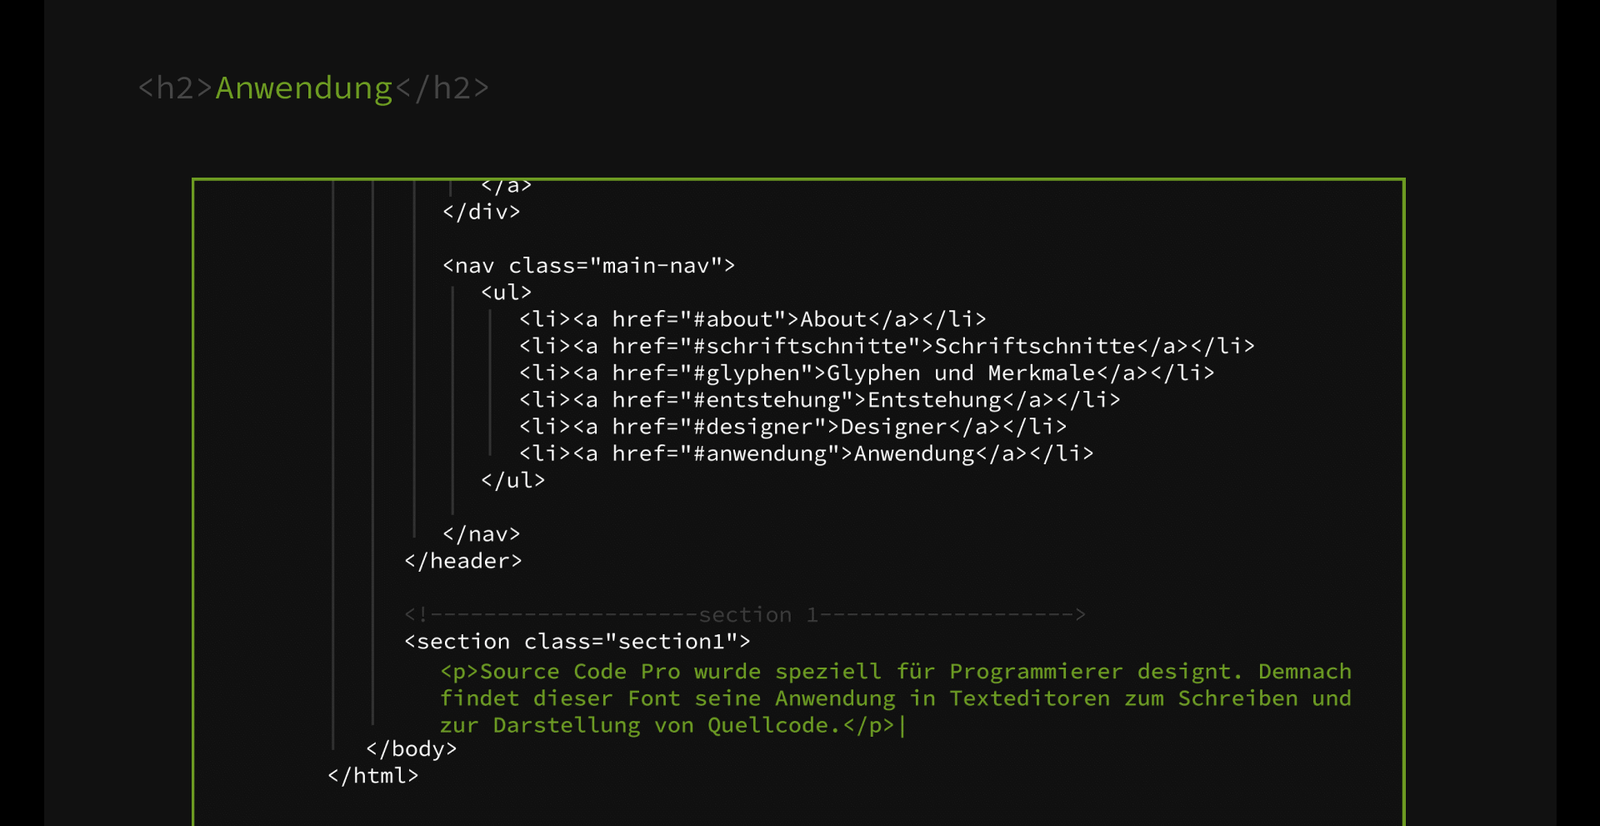 <h2>Anwendung</h2>
</a>
</div>
<nav class="main-nav">
<ul>
<li><a href="#about">About</a></li>
<li><a href="#schriftschnitte">Schriftschnitte</a></li>
<li><a href="#glyphen">Glyphen und Merkmale</a></li>
<li><a href="#entstehung">Entstehung</a></li>
<li><a href="#designer">Designer</a></li>
<li><a href="#anwendung">Anwendung</a></li>
</ul>
</nav>
</header>
<!--------------------section 1------------------->
<section class="section1">
<p>Source Code Pro wurde speziell für Programmierer designt. Demnach
findet dieser Font seine Anwendung in Texteditoren zum Schreiben und
zur Darstellung von Quellcode.</p>|
</body>
</html>